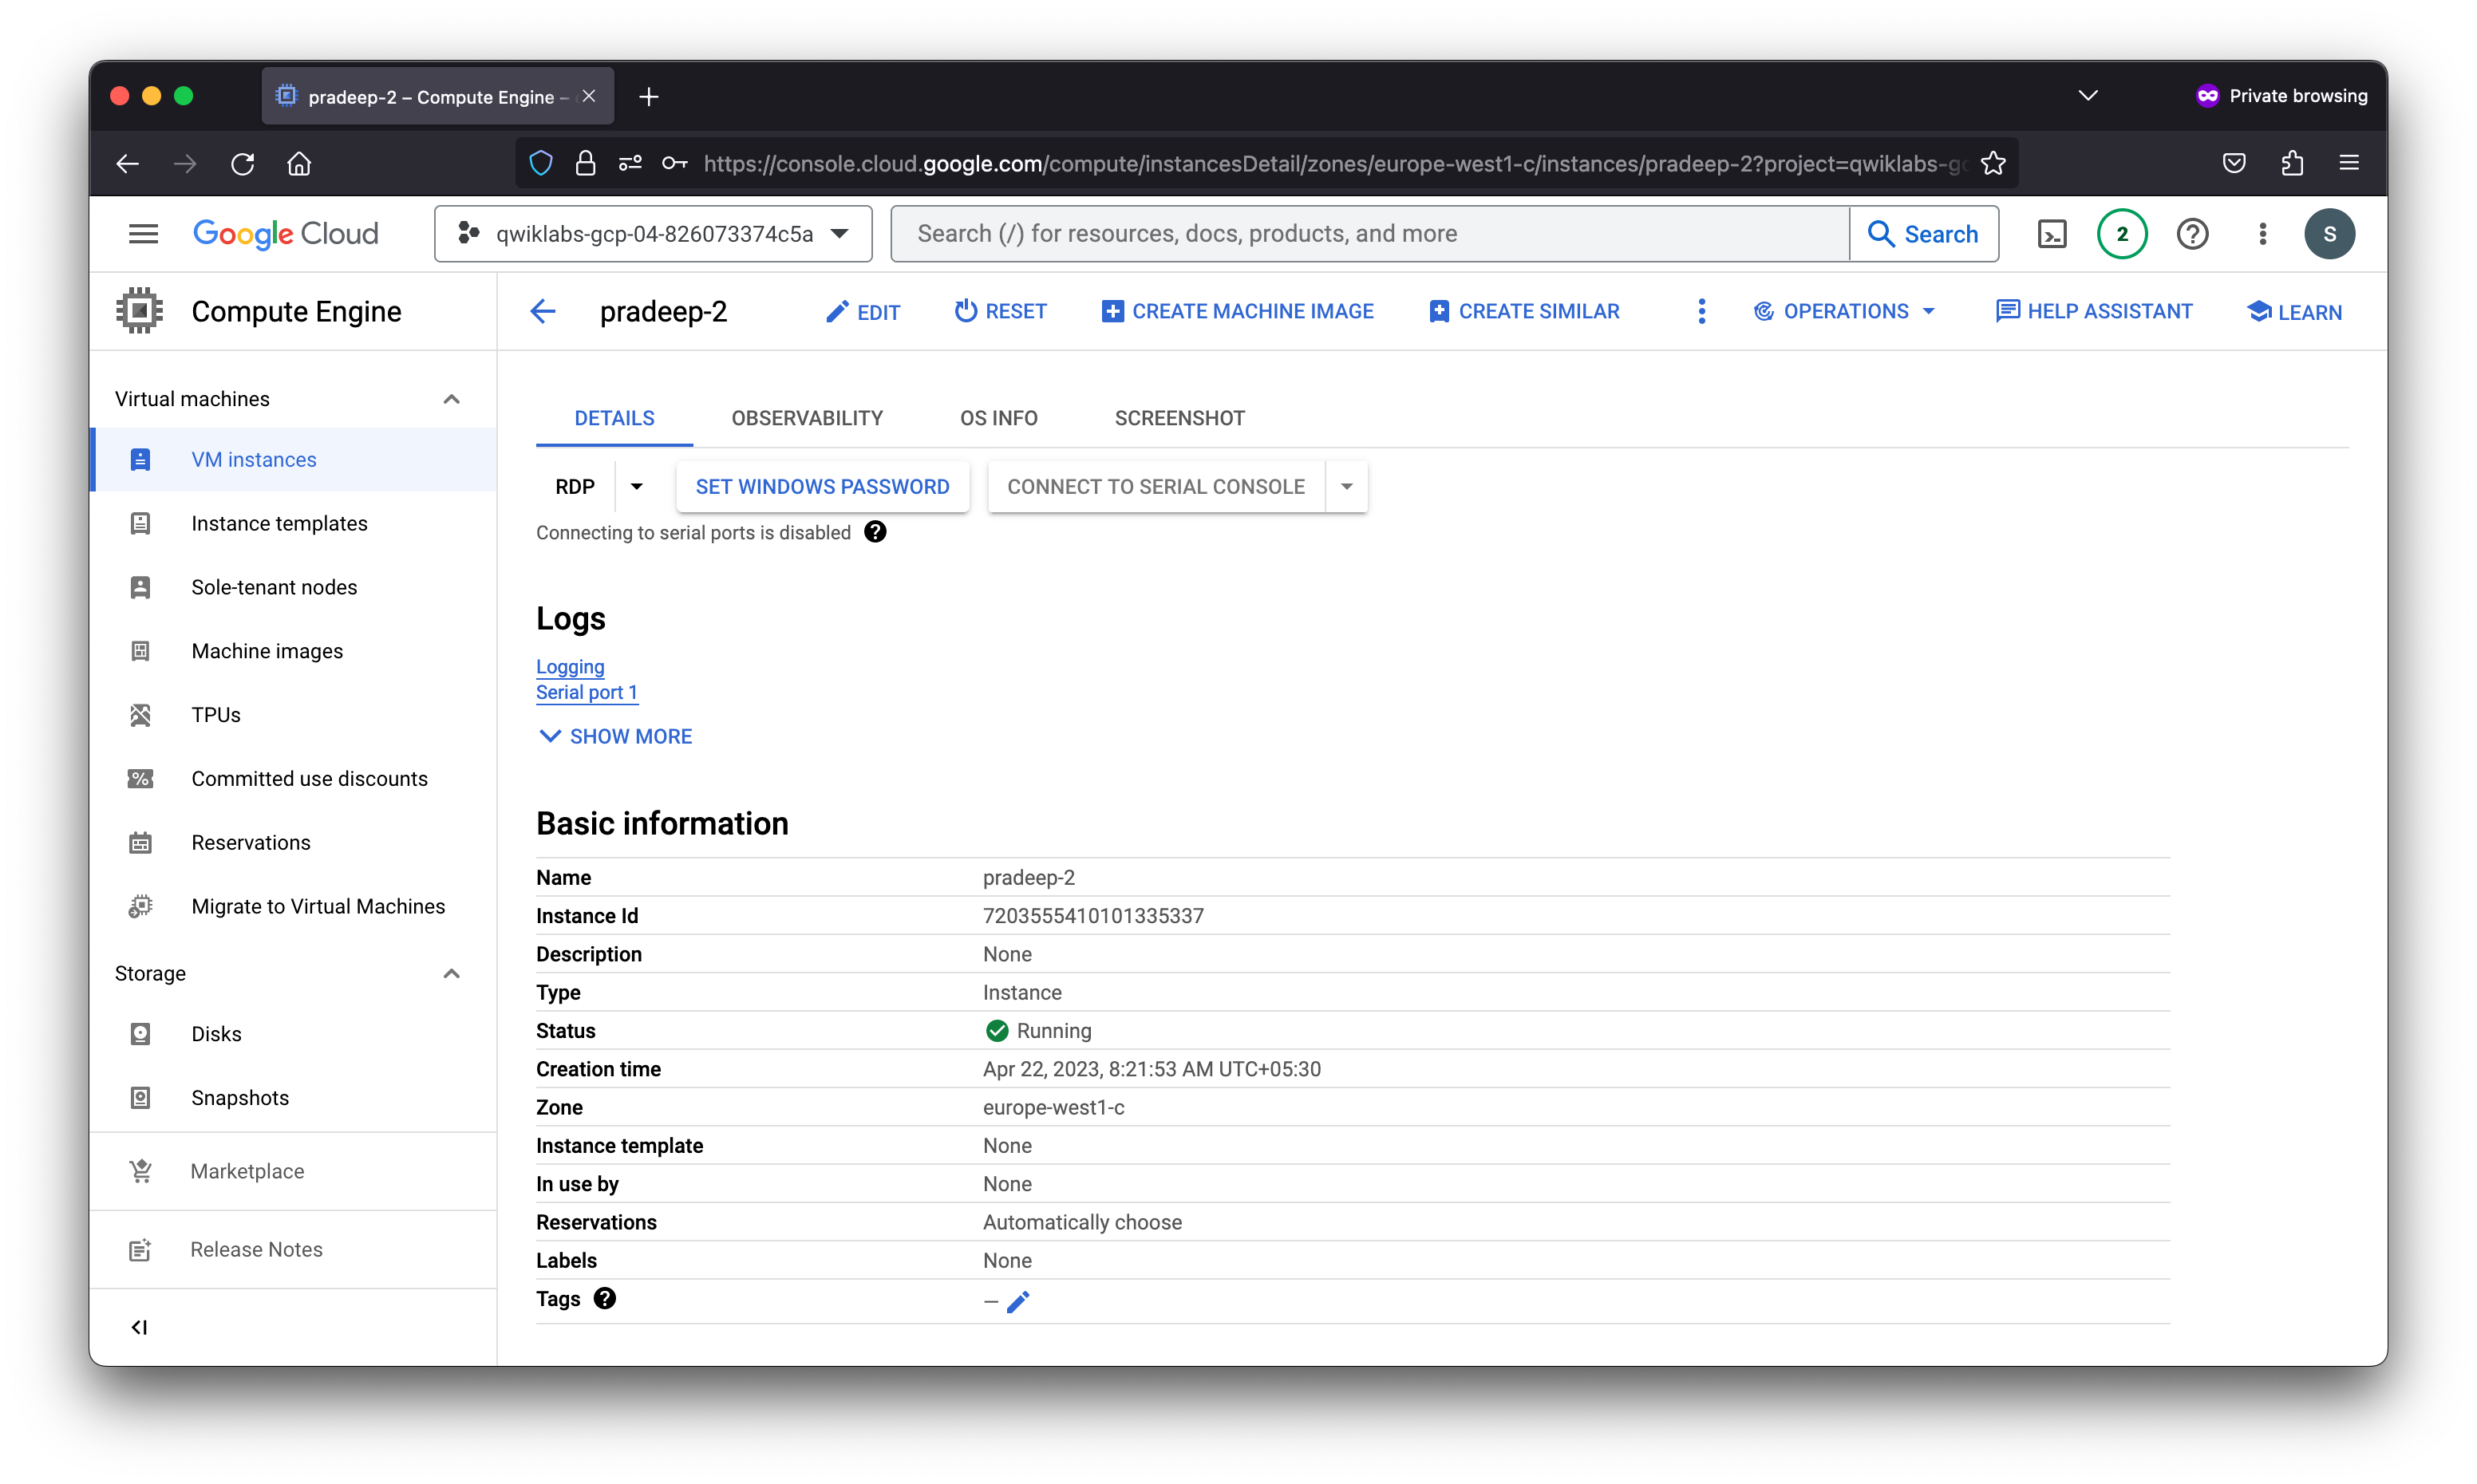 pradeep-2 – Compute Engine –
Private browsing
https://console.cloud.google.com/compute/instancesDetail/zones/europe-west1-c/instances/pradeep-2?project=qwiklabs-g
Google Cloud
qwiklabs-gcp-04-826073374c5a
Search (/) for resources, docs, products, and more
Search
2
S
Compute Engine
pradeep-2
EDIT
RESET
CREATE MACHINE IMAGE
CREATE SIMILAR
OPERATIONS
HELP ASSISTANT
LEARN
Virtual machines
VM instances
Instance templates
Sole-tenant nodes
Machine images
TPUs
Committed use discounts
Reservations
Migrate to Virtual Machines
Storage
Disks
Snapshots
Marketplace
Release Notes
DETAILS
OBSERVABILITY
OS INFO
SCREENSHOT
RDP
SET WINDOWS PASSWORD
CONNECT TO SERIAL CONSOLE
Connecting to serial ports is disabled
Logs
Logging
Serial port 1
SHOW MORE
Basic information
Name pradeep-2
Instance Id 7203555410101335337
Description None
Type Instance
Status Running
Creation time Apr 22, 2023, 8:21:53 AM UTC+05:30
Zone europe-west1-c
Instance template None
In use by None
Reservations Automatically choose
Labels None
Tags —